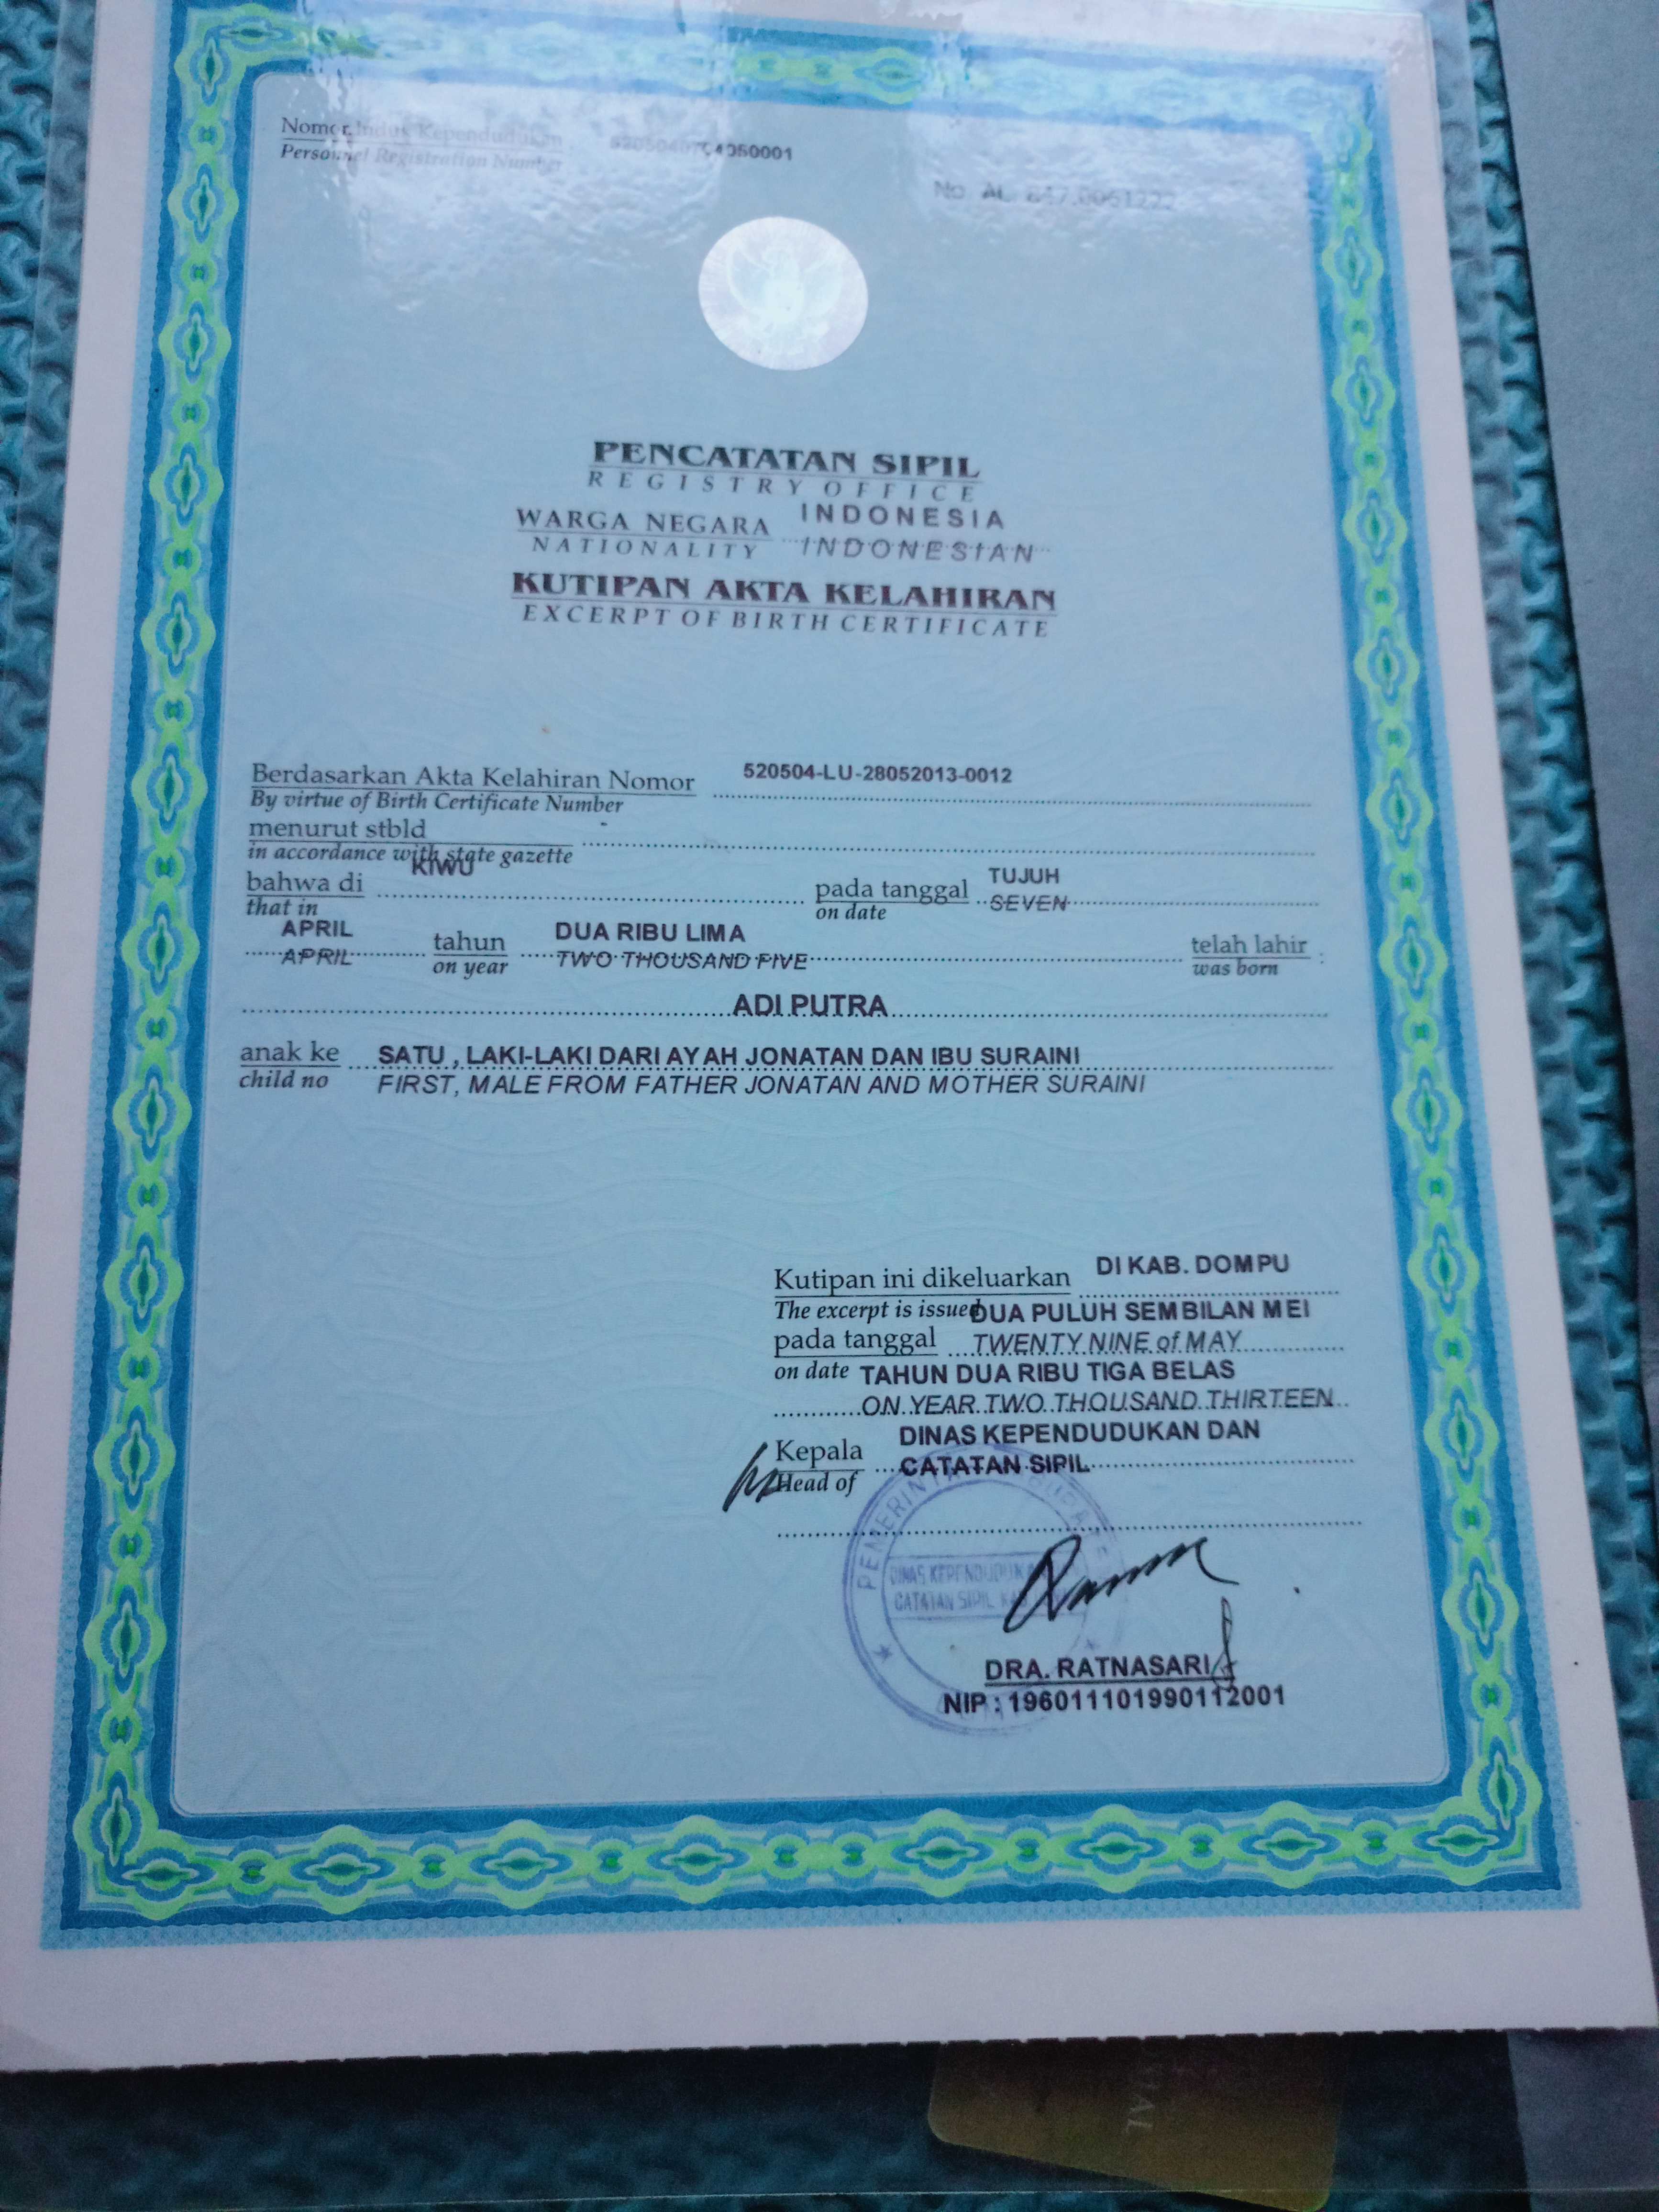 Nomor Induk Kependudukan
Personnel Registration Number
No. AL.
PENCATATAN SIPIL
REGISTRY OFFICE
WARGA NEGARA INDONESIA
NATIONALITY INDONESIAN
KUTIPAN AKTA KELAHIRAN
EXCERPT OF BIRTH CERTIFICATE
Berdasarkan Akta Kelahiran Nomor 520504-LU-28052013-0012
By virtue of Birth Certificate Number
menurut stbld -
in accordance with state gazette
KIWU
bahwa di pada tanggal TUJUH
that in on date SEVEN
APRIL tahun DUA RIBU LIMA telah lahir :
APRIL on year TWO THOUSAND FIVE was born
ADI PUTRA
anak ke SATU , LAKI-LAKI DARI AYAH JONATAN DAN IBU SURAINI
child no FIRST, MALE FROM FATHER JONATAN AND MOTHER SURAINI
Kutipan ini dikeluarkan DI KAB. DOMPU
The excerpt is issued DUA PULUH SEMBILAN MEI
pada tanggal TWENTY NINE of MAY
on date TAHUN DUA RIBU TIGA BELAS
ON YEAR TWO THOUSAND THIRTEEN
Kepala DINAS KEPENDUDUKAN DAN
Head of CATATAN SIPIL
DINAS KEPENDUDUKAN
CATATAN SIPIL
DRA. RATNASARI
NIP : 196011101990112001